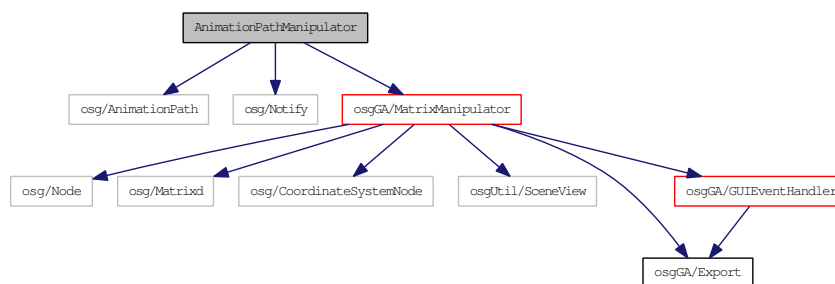 AnimationPathManipulator
osg/AnimationPath
osg/Notify
osgGA/MatrixManipulator
osg/Node
osg/Matrixd
osg/CoordinateSystemNode
osgUtil/SceneView
osgGA/GUIEventHandler
osgGA/Export